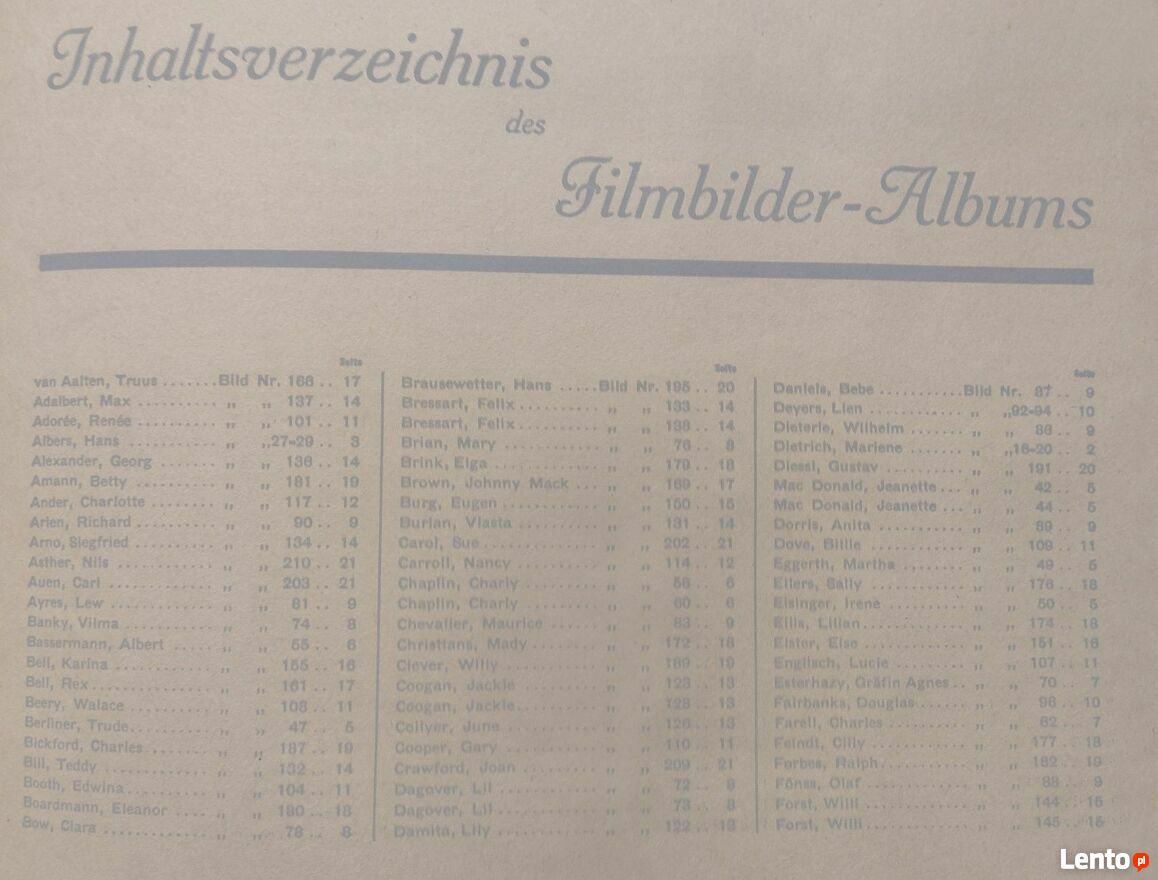 Inhaltsverzeichnis
des
Filmbilder-Albums
Seite
van Aalten, Truus ....... Bild Nr. 168 .. 17
Adalbert, Max .......... „ „ 137 .. 14
Adorée, Renée .......... „ „ 101 .. 11
Albers, Hans .......... „ „27-29 .. 3
Alexander, Georg ....... „ „ 136 .. 14
Amann, Betty .......... „ „ 181 .. 19
Ander, Charlotte ........ „ „ 117 .. 12
Arlen, Richard .......... „ „ 90 .. 9
Arno, Siegfried .......... „ „ 134 .. 14
Asther, Nils ............ „ „ 210 .. 21
Auen, Carl ............ „ „ 203 .. 21
Ayres, Lew ............ „ „ 81 .. 9
Banky, Vilma .......... „ „ 74 .. 8
Bassermann, Albert ..... „ „ 55 .. 6
Bell, Karina ............ „ „ 155 .. 16
Bell, Rex .............. „ „ 161 .. 17
Beery, Walace .......... „ „ 108 .. 11
Berliner, Trude .......... „ „ 47 .. 5
Bickford, Charles ........ „ „ 187 .. 19
Bill, Teddy ............ „ „ 132 .. 14
Booth, Edwina .......... „ „ 104 .. 11
Boardmann, Eleanor ..... „ „ 180 .. 18
Bow, Clara ............ „ „ 78 .. 8
Seite
Brausewetter, Hans ..... Bild Nr. 195 .. 20
Bressart, Felix .......... „ „ 133 .. 14
Bressart, Felix .......... „ „ 138 .. 14
Brian, Mary ............ „ „ 76 .. 8
Brink, Elga ............ „ „ 179 .. 18
Brown, Johnny Mack ... „ „ 169 .. 17
Burg, Eugen ............ „ „ 150 .. 15
Burian, Vlasta .......... „ „ 131 .. 14
Carol, Sue .............. „ „ 202 .. 21
Carroll, Nancy .......... „ „ 114 .. 12
Chaplin, Charly ........ „ „ 58 .. 6
Chaplin, Charly ........ „ „ 60 .. 6
Chevalier, Maurice ...... „ „ 83 .. 9
Christians, Mady ........ „ „ 172 .. 18
Clever, Willy .......... „ „ 189 .. 19
Coogan, Jackie ........ „ „ 123 .. 13
Coogan, Jackie ........ „ „ 128 .. 13
Collyer, June .......... „ „ 126 .. 13
Cooper, Gary .......... „ „ 110 .. 11
Crawford, Joan ........ „ „ 209 .. 21
Dagover, Lil .......... „ „ 72 .. 8
Dagover, Lil .......... „ „ 73 .. 8
Damita, Lily .......... „ „ 122 .. 13
Seite
Daniels, Bebe .......... Bild Nr. 87 .. 9
Deyers, Lien .......... „ „92-94 .. 10
Dieterle, Wilhelm ....... „ „ 86 .. 9
Dietrich, Marlene ....... „ „16-20 .. 2
Diessl, Gustav .......... „ „ 191 .. 20
Mac Donald, Jeanette ... „ „ 42 .. 5
Mac Donald, Jeanette ... „ „ 44 .. 5
Dorris, Anita .......... „ „ 89 .. 9
Dove, Billie ............ „ „ 109 .. 11
Eggerth, Martha ........ „ „ 49 .. 5
Eilers, Sally ............ „ „ 176 .. 18
Eisinger, Irene .......... „ „ 50 .. 5
Ellis, Lilian ............ „ „ 174 .. 18
Elster, Else ............ „ „ 151 .. 16
Englisch, Lucie ........ „ „ 107 .. 11
Esterhazy, Gräfin Agnes .. „ „ 70 .. 7
Fairbanks, Douglas ...... „ „ 96 .. 10
Farell, Charles ........ „ „ 62 .. 7
Feindt, Cilly .......... „ „ 177 .. 18
Forbes, Ralph .......... „ „ 182 .. 19
Fönss, Olaf ............ „ „ 88 .. 9
Forst, Willi ............ „ „ 144 .. 15
Forst, Willi ............ „ „ 145 .. 15
Lento pl